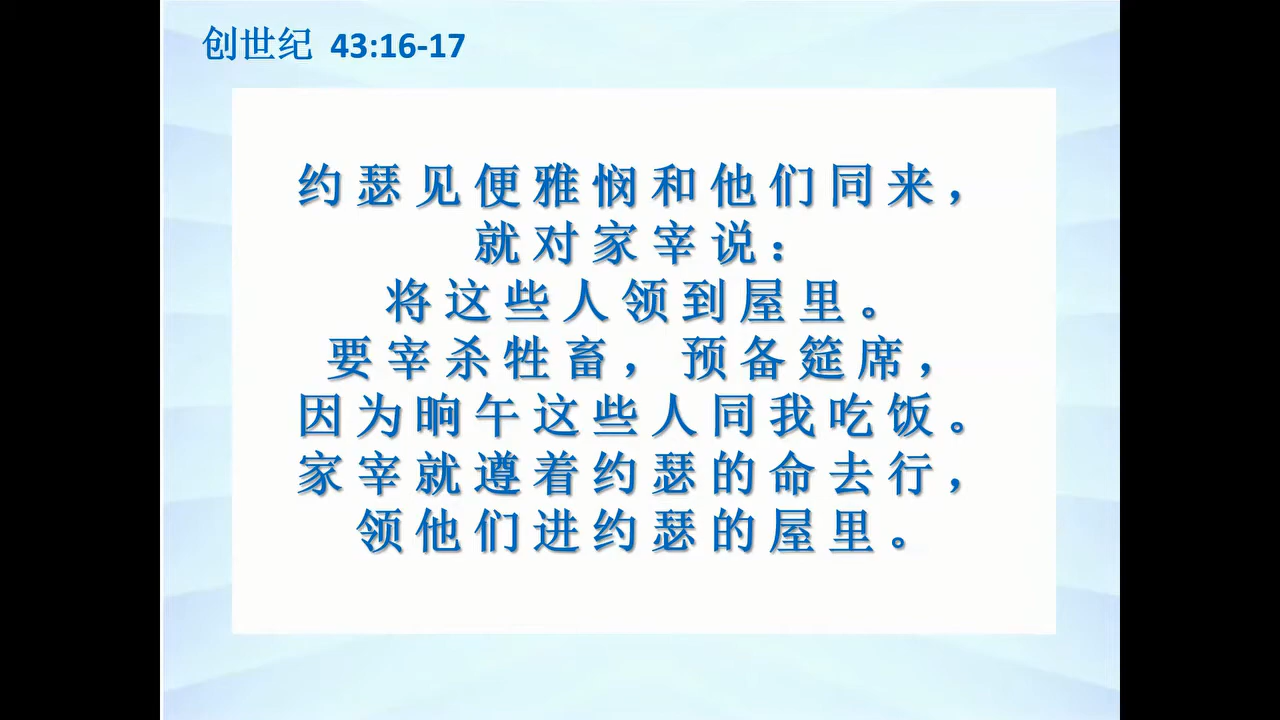 创世纪 43:16-17
约瑟见便雅悯和他们同来，
就对家宰说：
将这些人领到屋里。
要宰杀牲畜，预备筵席，
因为晌午这些人同我吃饭。
家宰就遵着约瑟的命去行，
领他们进约瑟的屋里。